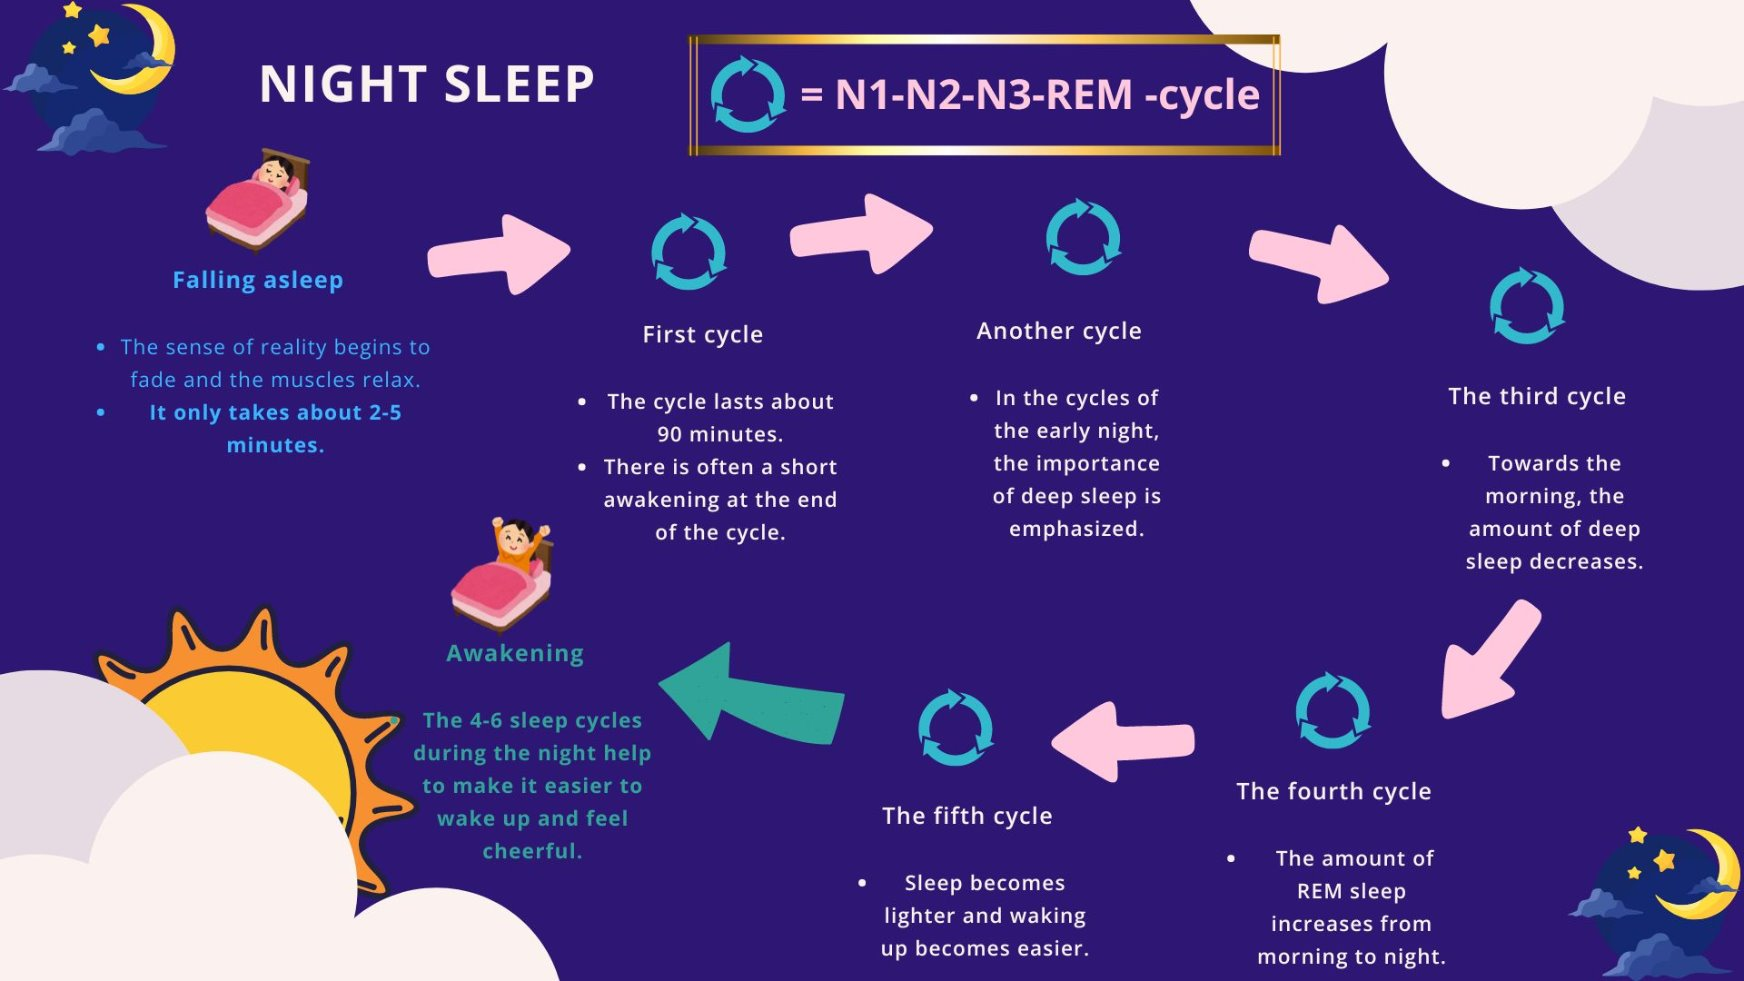 NIGHT SLEEP
= N1-N2-N3-REM -cycle
Falling asleep
• The sense of reality begins to
fade and the muscles relax.
• It only takes about 2-5
minutes.
First cycle
• The cycle lasts about
90 minutes.
• There is often a short
awakening at the end
of the cycle.
Another cycle
• In the cycles of
the early night,
the importance
of deep sleep is
emphasized.
The third cycle
• Towards the
morning, the
amount of deep
sleep decreases.
The fourth cycle
• The amount of
REM sleep
increases from
morning to night.
The fifth cycle
• Sleep becomes
lighter and waking
up becomes easier.
Awakening
• The 4-6 sleep cycles
during the night help
to make it easier to
wake up and feel
cheerful.